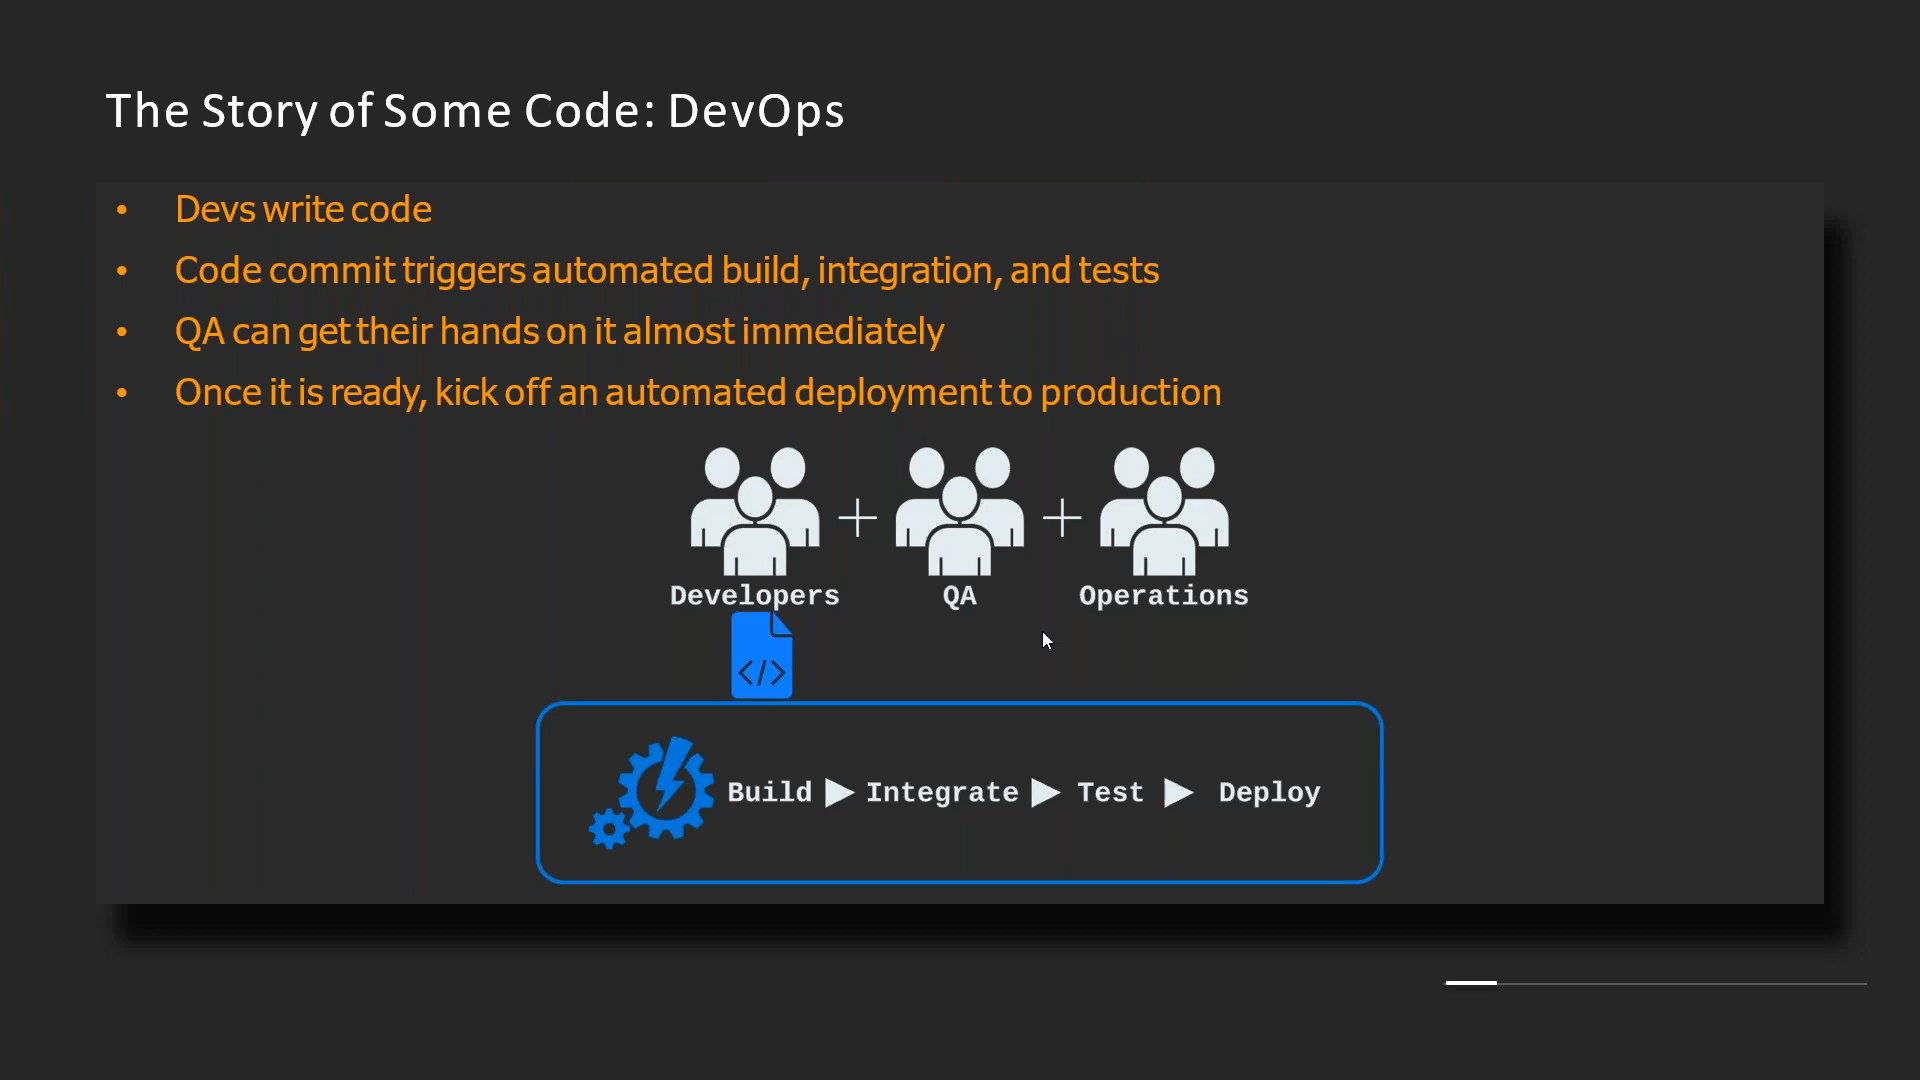 The Story of Some Code: DevOps
• Devs write code
• Code commit triggers automated build, integration, and tests
• QA can get their hands on it almost immediately
• Once it is ready, kick off an automated deployment to production
Developers QA Operations
</>
Build Integrate Test Deploy